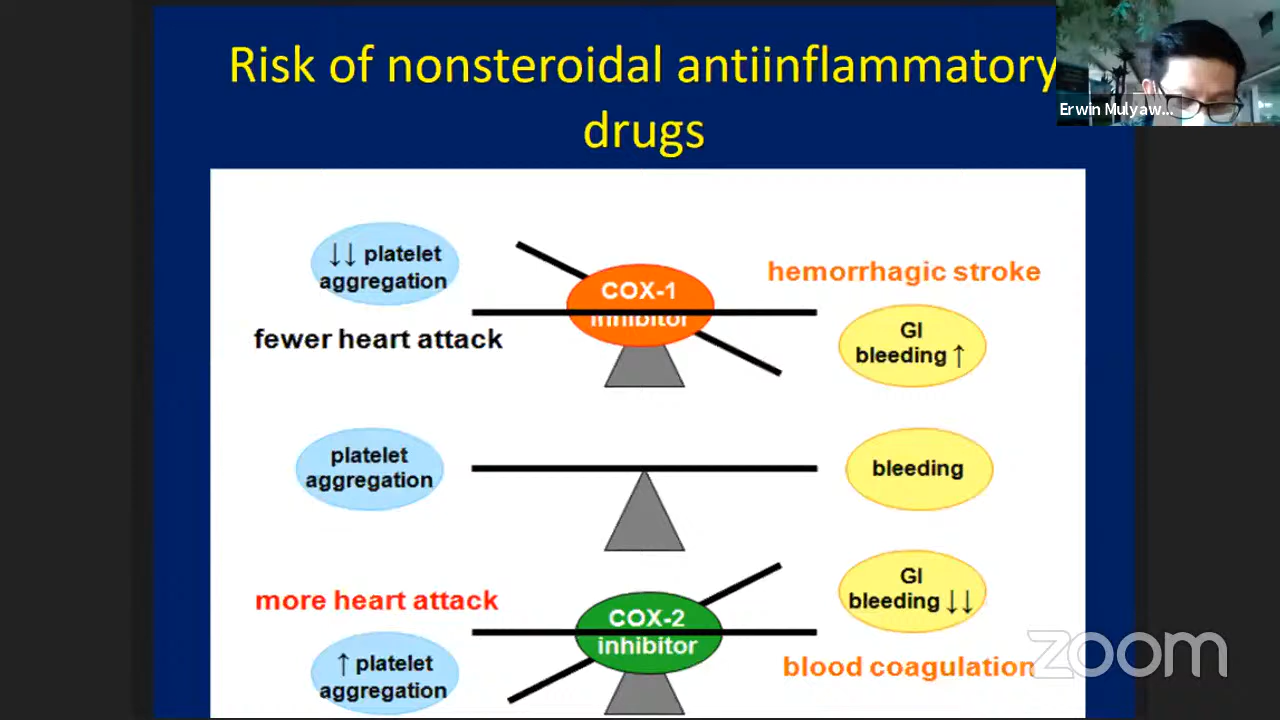 Risk of nonsteroidal antiinflammatory
drugs
Erwin Mulyaw...
↓↓ platelet
aggregation
fewer heart attack
COX-1
inhibitor
hemorrhagic stroke
GI
bleeding ↑
platelet
aggregation
bleeding
more heart attack
↑ platelet
aggregation
COX-2
inhibitor
GI
bleeding ↓↓
blood coagulation
zoom